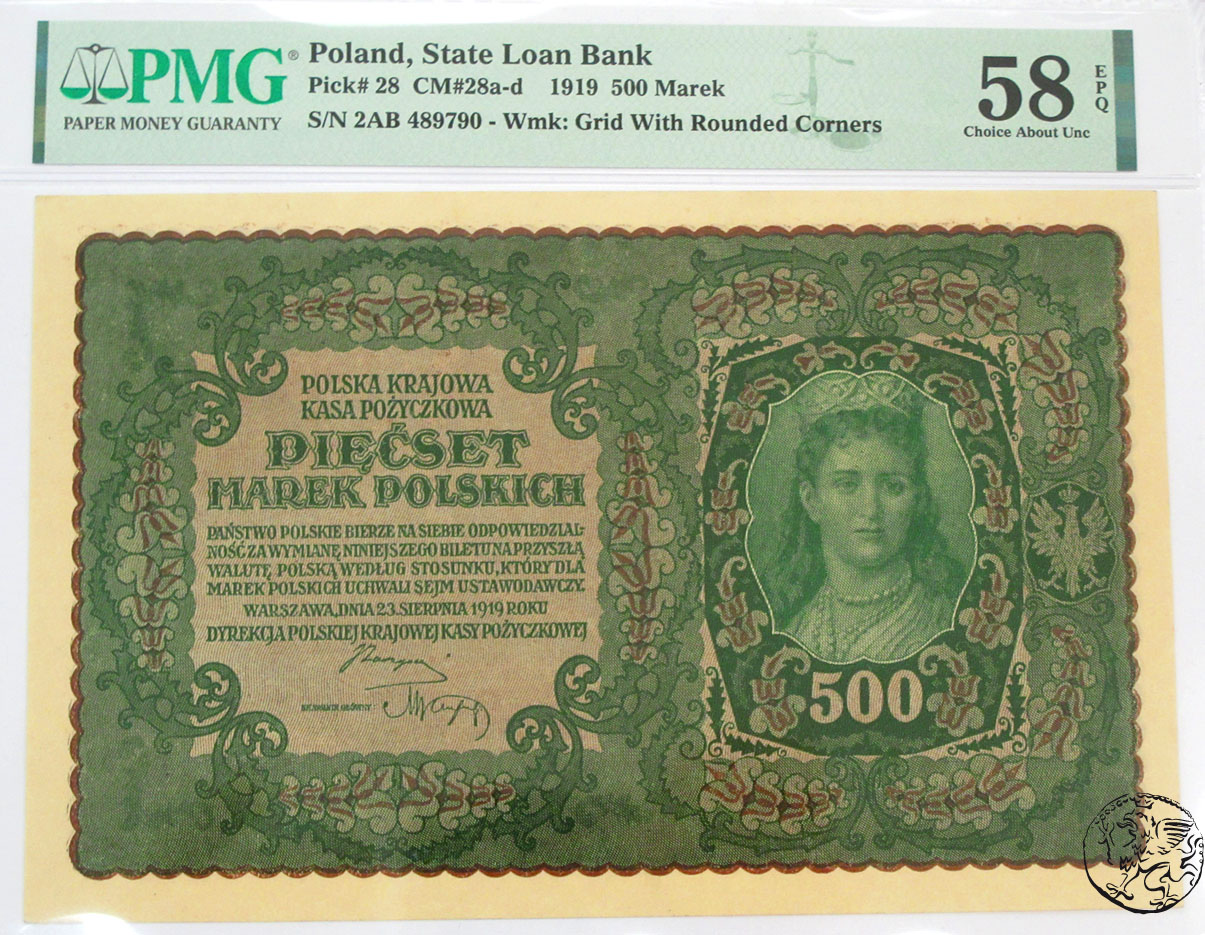 PMG®
PAPER MONEY GUARANTY
Poland, State Loan Bank
Pick# 28 CM#28a-d 1919 500 Marek
S/N 2AB 489790 - Wmk: Grid With Rounded Corners
58
EPQ
Choice About Unc
POLSKA KRAJOWA
KASA POŻYCZKOWA
PIĘĆSET
MAREK POLSKICH
PAŃSTWO POLSKIE BIERZE NA SIEBIE ODPOWIEDZIAL-
NOŚĆ ZA WYMIANĘ NINIEJSZEGO BILETU NA PRZYSZŁĄ
WALUTĘ POLSKĄ WEDŁUG STOSUNKU, KTÓRY DLA
MAREK POLSKICH UCHWALI SEJM USTAWODAWCZY.
WARSZAWA, DNIA 23. SIERPNIA 1919 ROKU
DYREKCJA POLSKIEJ KRAJOWEJ KASY POŻYCZKOWEJ
500